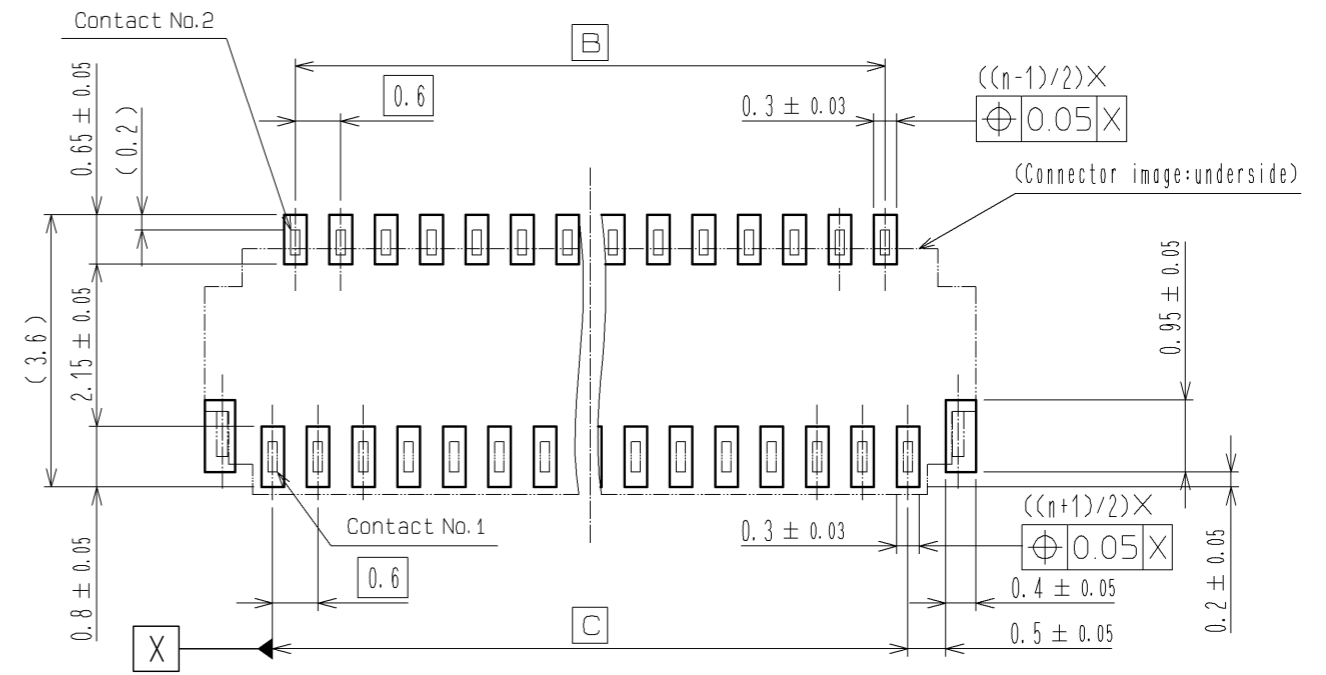 Contact No.2
B
((n-1)/2)X
0.6
0.3 ± 0.03
⌖ 0.05 X
0.65 ± 0.05
(0.2)
(Connector image:underside)
(3.6)
2.15 ± 0.05
0.95 ± 0.05
Contact No.1
0.3 ± 0.03
((n+1)/2)X
⌖ 0.05 X
0.6
0.8 ± 0.05
0.4 ± 0.05
0.2 ± 0.05
C
0.5 ± 0.05
X